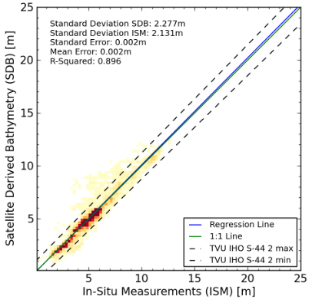 25
20
15
10
5
Satellite Derived Bathymetry (SDB) [m]
Standard Deviation SDB: 2.277m
Standard Deviation ISM: 2.131m
Standard Error: 0.002m
Mean Error: 0.002m
R-Squared: 0.896
Regression Line
1:1 Line
TVU IHO S-44 2 max
TVU IHO S-44 2 min
5 10 15 20 25
In-Situ Measurements (ISM) [m]